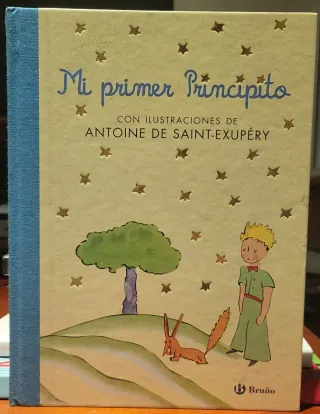 Mi primer Principito
CON ILUSTRACIONES DE
ANTOINE DE SAINT-EXUPÉRY
Bruño